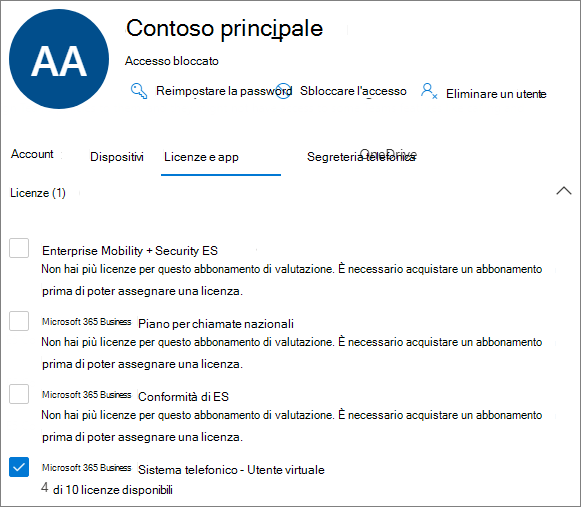 AA
Contoso principale
Accesso bloccato
Reimpostare la password Sbloccare l'accesso Eliminare un utente
Account Dispositivi Licenze e app Segreteria telefonica OneDrive
Licenze (1)
Enterprise Mobility + Security ES
Non hai più licenze per questo abbonamento di valutazione. È necessario acquistare un abbonamento
prima di poter assegnare una licenza.
Microsoft 365 Business Piano per chiamate nazionali
Non hai più licenze per questo abbonamento di valutazione. È necessario acquistare un abbonamento
prima di poter assegnare una licenza.
Microsoft 365 Business Conformità di ES
Non hai più licenze per questo abbonamento di valutazione. È necessario acquistare un abbonamento
prima di poter assegnare una licenza.
Microsoft 365 Business Sistema telefonico - Utente virtuale
4 di 10 licenze disponibili